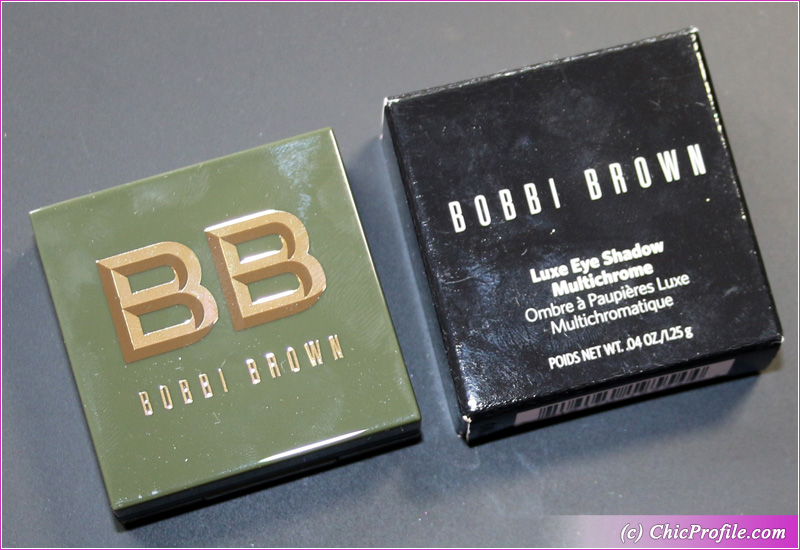 BB
BOBBI BROWN
BOBBI BROWN
Luxe Eye Shadow
Multichrome
Ombre à Paupières Luxe
Multichromatique
POIDS NET WT. .04 OZ./1.25 g
(c) ChicProfile.com